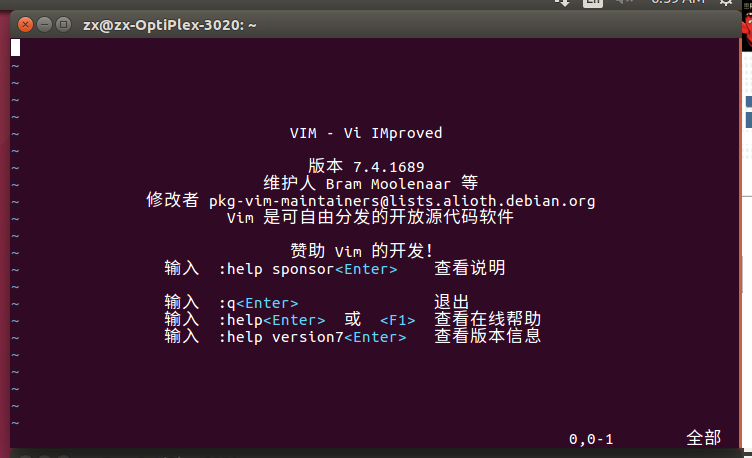 En
zx@zx-OptiPlex-3020: ~
~
~
~
~
VIM - Vi IMproved
~
~
版本 7.4.1689
~
维护人 Bram Moolenaar 等
~
修改者 pkg-vim-maintainers@lists.alioth.debian.org
~
Vim 是可自由分发的开放源代码软件
~
~
赞助 Vim 的开发!
~
输入 :help sponsor<Enter> 查看说明
~
~
输入 :q<Enter> 退出
~
输入 :help<Enter> 或 <F1> 查看在线帮助
~
输入 :help version7<Enter> 查看版本信息
~
~
~
~
~
0,0-1 全部